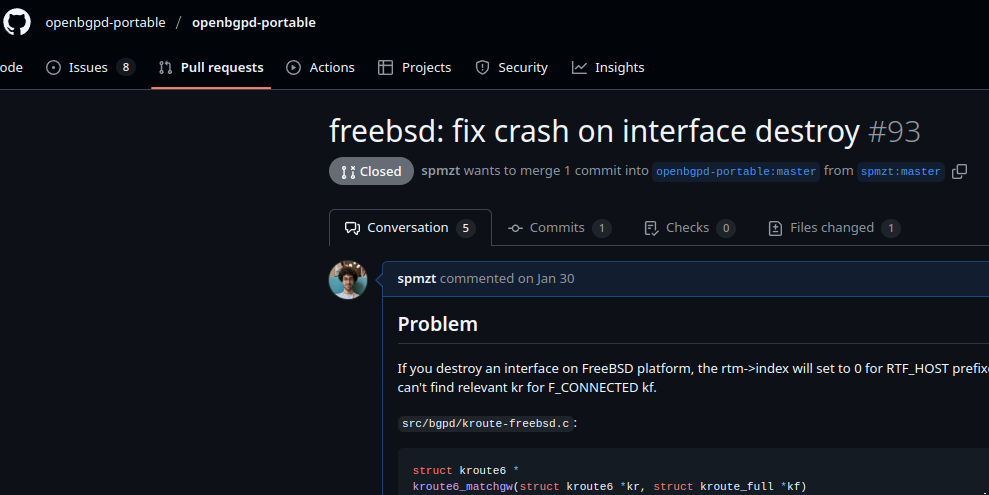 openbgpd-portable / openbgpd-portable
ode Issues 8 Pull requests Actions Projects Security Insights
freebsd: fix crash on interface destroy #93
Closed spmzt wants to merge 1 commit into openbgpd-portable:master from spmzt:master
Conversation 5 Commits 1 Checks 0 Files changed 1
spmzt commented on Jan 30
Problem
If you destroy an interface on FreeBSD platform, the rtm->index will set to 0 for RTF_HOST prefix
can't find relevant kr for F_CONNECTED kf.
src/bgpd/kroute-freebsd.c:
struct kroute6 *
kroute6_matchgw(struct kroute6 *kr, struct kroute_full *kf)